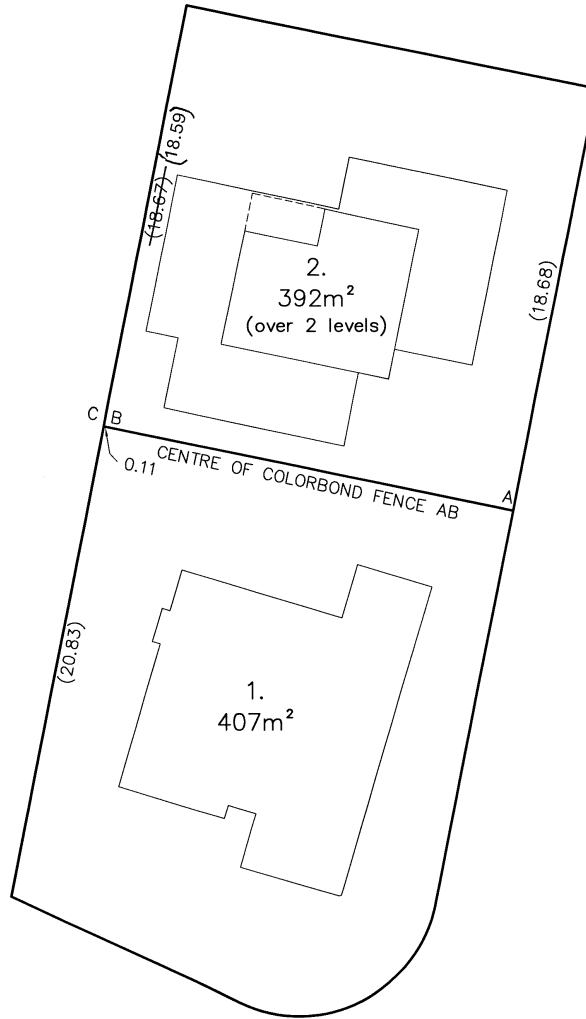 (18.59)
(18.67)
2.
392m²
(over 2 levels)
(18.68)
C B
0.11
CENTRE OF COLORBOND FENCE AB
A
(20.83)
1.
407m²